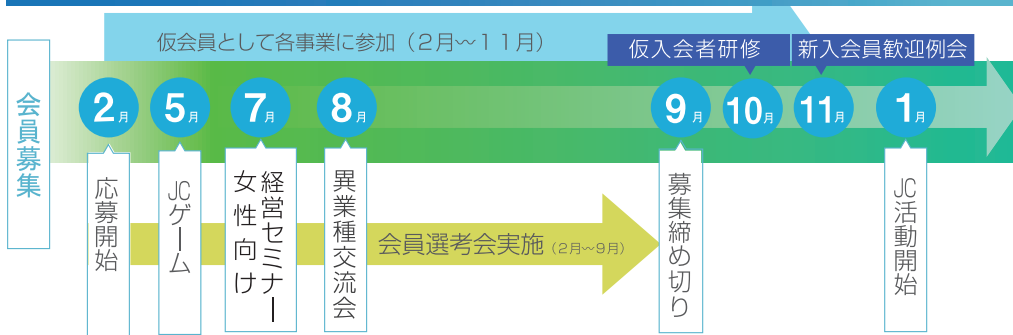 仮会員として各事業に参加（2月～11月）
仮入会者研修
新入会員歓迎例会
会員募集
2月
5月
7月
8月
9月
10月
11月
1月
応募開始
JCゲーム
女性向け
経営セミナー
異業種交流会
会員選考会実施（2月～9月）
募集締め切り
JC活動開始